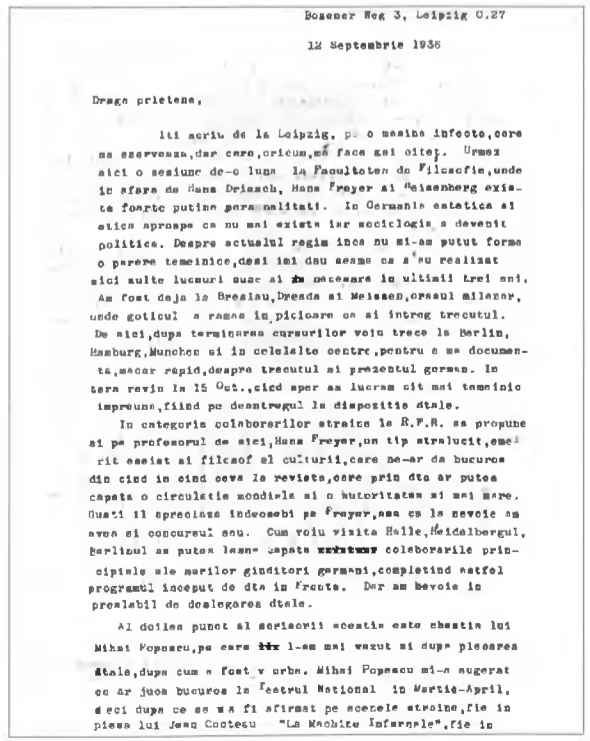 Bosener Weg 3, Leipzig O.27
12 Septembrie 1936
Draga prietene,
Iti scriu de la Leipzig, pe o masina infecta,care
ma enerveaza,dar care,oricum,mă face mai citeţ. Urmez
aici o sesiune de-o luna la Facultatea de Filosofie,unde
in afara de Hans Driesch, Hans Freyer si Heisenberg exis-
ta foarte putine personalitati. In Germania estetica si
etica aproape ca nu mai exista iar sociologia a devenit
politica. Despre actualul regim inca nu mi-am putut forma
o parere temeinica,desi imi dau seama ca s'au realizat
aici multe lucruri bune si necesare in ultimii trei ani.
Am fost deja la Breslau,Dresda si Meissen,orasul milenar,
unde goticul a ramas in picioare ca si intreg trecutul.
De aici,dupa terminarea cursurilor voiu trece la Berlin,
Hamburg,Munchen si in celelalte centre,pentru a ma documen-
ta,macar rapid,despre trecutul si prezentul german. In
tara revin la 15 Oct.,cind sper sa lucram cit mai temeinic
impreuna,fiind pe deantregul la dispozitia dtale.
In categoria colaborarilor straine la R.F.R. as propune
si pe profesorul de aici,Hans Freyer,un tip stralucit,eme
rit eseist si filosof al culturii,care ne-ar da bucuros
din cind in cind ceva la revista,care prin dta ar putea
capata o circulatie mondiala si o autoritate si mai mare.
Gusti il apreciaza indeosebi pe Freyer,asa ca la nevoie am
avea si concursul sau. Cum voiu vizita Halle,Heidelbergul,
Berlinul as putea lesne capata colaborarile prin-
cipiale ale marilor ginditori germani,completind astfel
programul inceput de dta in Franta. Dar am nevoie in
prealabil de deslegarea dtale.
Al doilea punct al scrisorii acesteia este chestia lui
Mihai Popescu,pe care l-am mai vazut si dupa plecarea
dtale,dupa cum a fost vorba. Mihai Popescu mi-a sugerat
ca ar juca bucuros la Teatrul National in Martie-April,
deci dupa ce se va fi afirmat pe scenele straine,fie in
piesa lui Jean Cocteau "La Machine Infernale",fie in